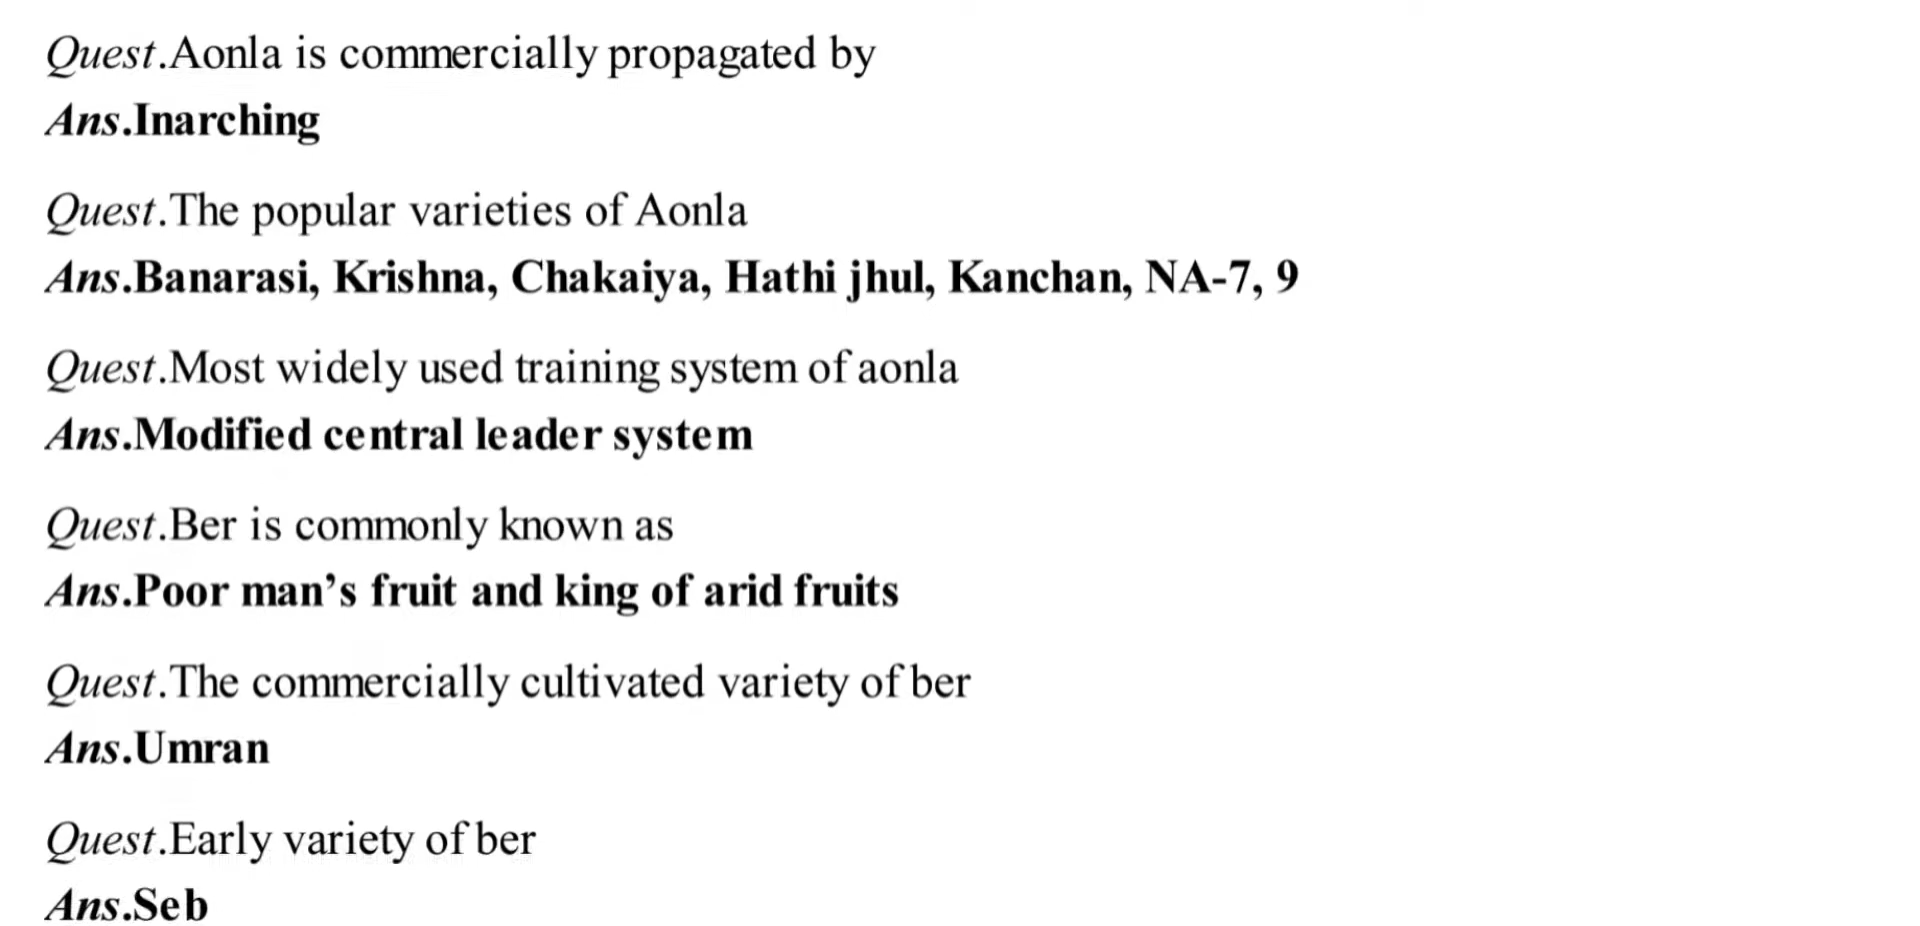 Quest.Aonla is commercially propagated by
Ans.Inarching
Quest.The popular varieties of Aonla
Ans.Banarasi, Krishna, Chakaiya, Hathi jhul, Kanchan, NA-7, 9
Quest.Most widely used training system of aonla
Ans.Modified central leader system
Quest.Ber is commonly known as
Ans.Poor man’s fruit and king of arid fruits
Quest.The commercially cultivated variety of ber
Ans.Umran
Quest.Early variety of ber
Ans.Seb